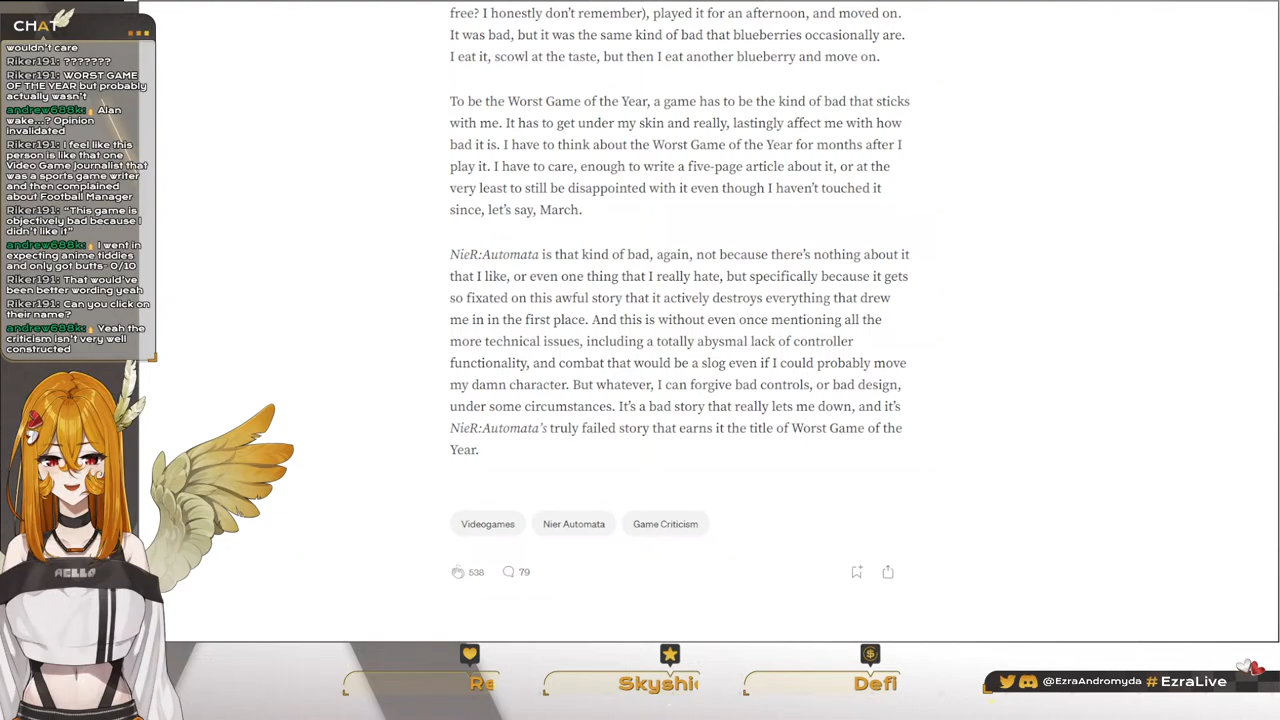 CHAT
wouldn't care
Riker191: ???????
Riker191: WORST GAME
OF THE YEAR but probably
actually wasn't
andrew688k: Alan
wake...? Opinion
invalidated
Riker191: I feel like this
person is like that one
Video Game Journalist that
was a sports game writer
and then complained
about Football Manager
Riker191: "This game is
objectively bad because I
didn't like it"
andrew688k: I went in
expecting anime tiddies
and only got butts- 0/10
Riker191: That would've
been better wording yeah
Riker191: Can you click on
their name?
andrew688k: Yeah the
criticism isn't very well
constructed
free? I honestly don't remember), played it for an afternoon, and moved on.
It was bad, but it was the same kind of bad that blueberries occasionally are.
I eat it, scowl at the taste, but then I eat another blueberry and move on.
To be the Worst Game of the Year, a game has to be the kind of bad that sticks
with me. It has to get under my skin and really, lastingly affect me with how
bad it is. I have to think about the Worst Game of the Year for months after I
play it. I have to care, enough to write a five-page article about it, or at the
very least to still be disappointed with it even though I haven't touched it
since, let's say, March.
NieR:Automata is that kind of bad, again, not because there's nothing about it
that I like, or even one thing that I really hate, but specifically because it gets
so fixated on this awful story that it actively destroys everything that drew
me in in the first place. And this is without even once mentioning all the
more technical issues, including a totally abysmal lack of controller
functionality, and combat that would be a slog even if I could probably move
my damn character. But whatever, I can forgive bad controls, or bad design,
under some circumstances. It's a bad story that really lets me down, and it's
NieR:Automata's truly failed story that earns it the title of Worst Game of the
Year.
Videogames Nier Automata Game Criticism
538 79
Re Skyshi Defi @EzraAndromyda # EzraLive